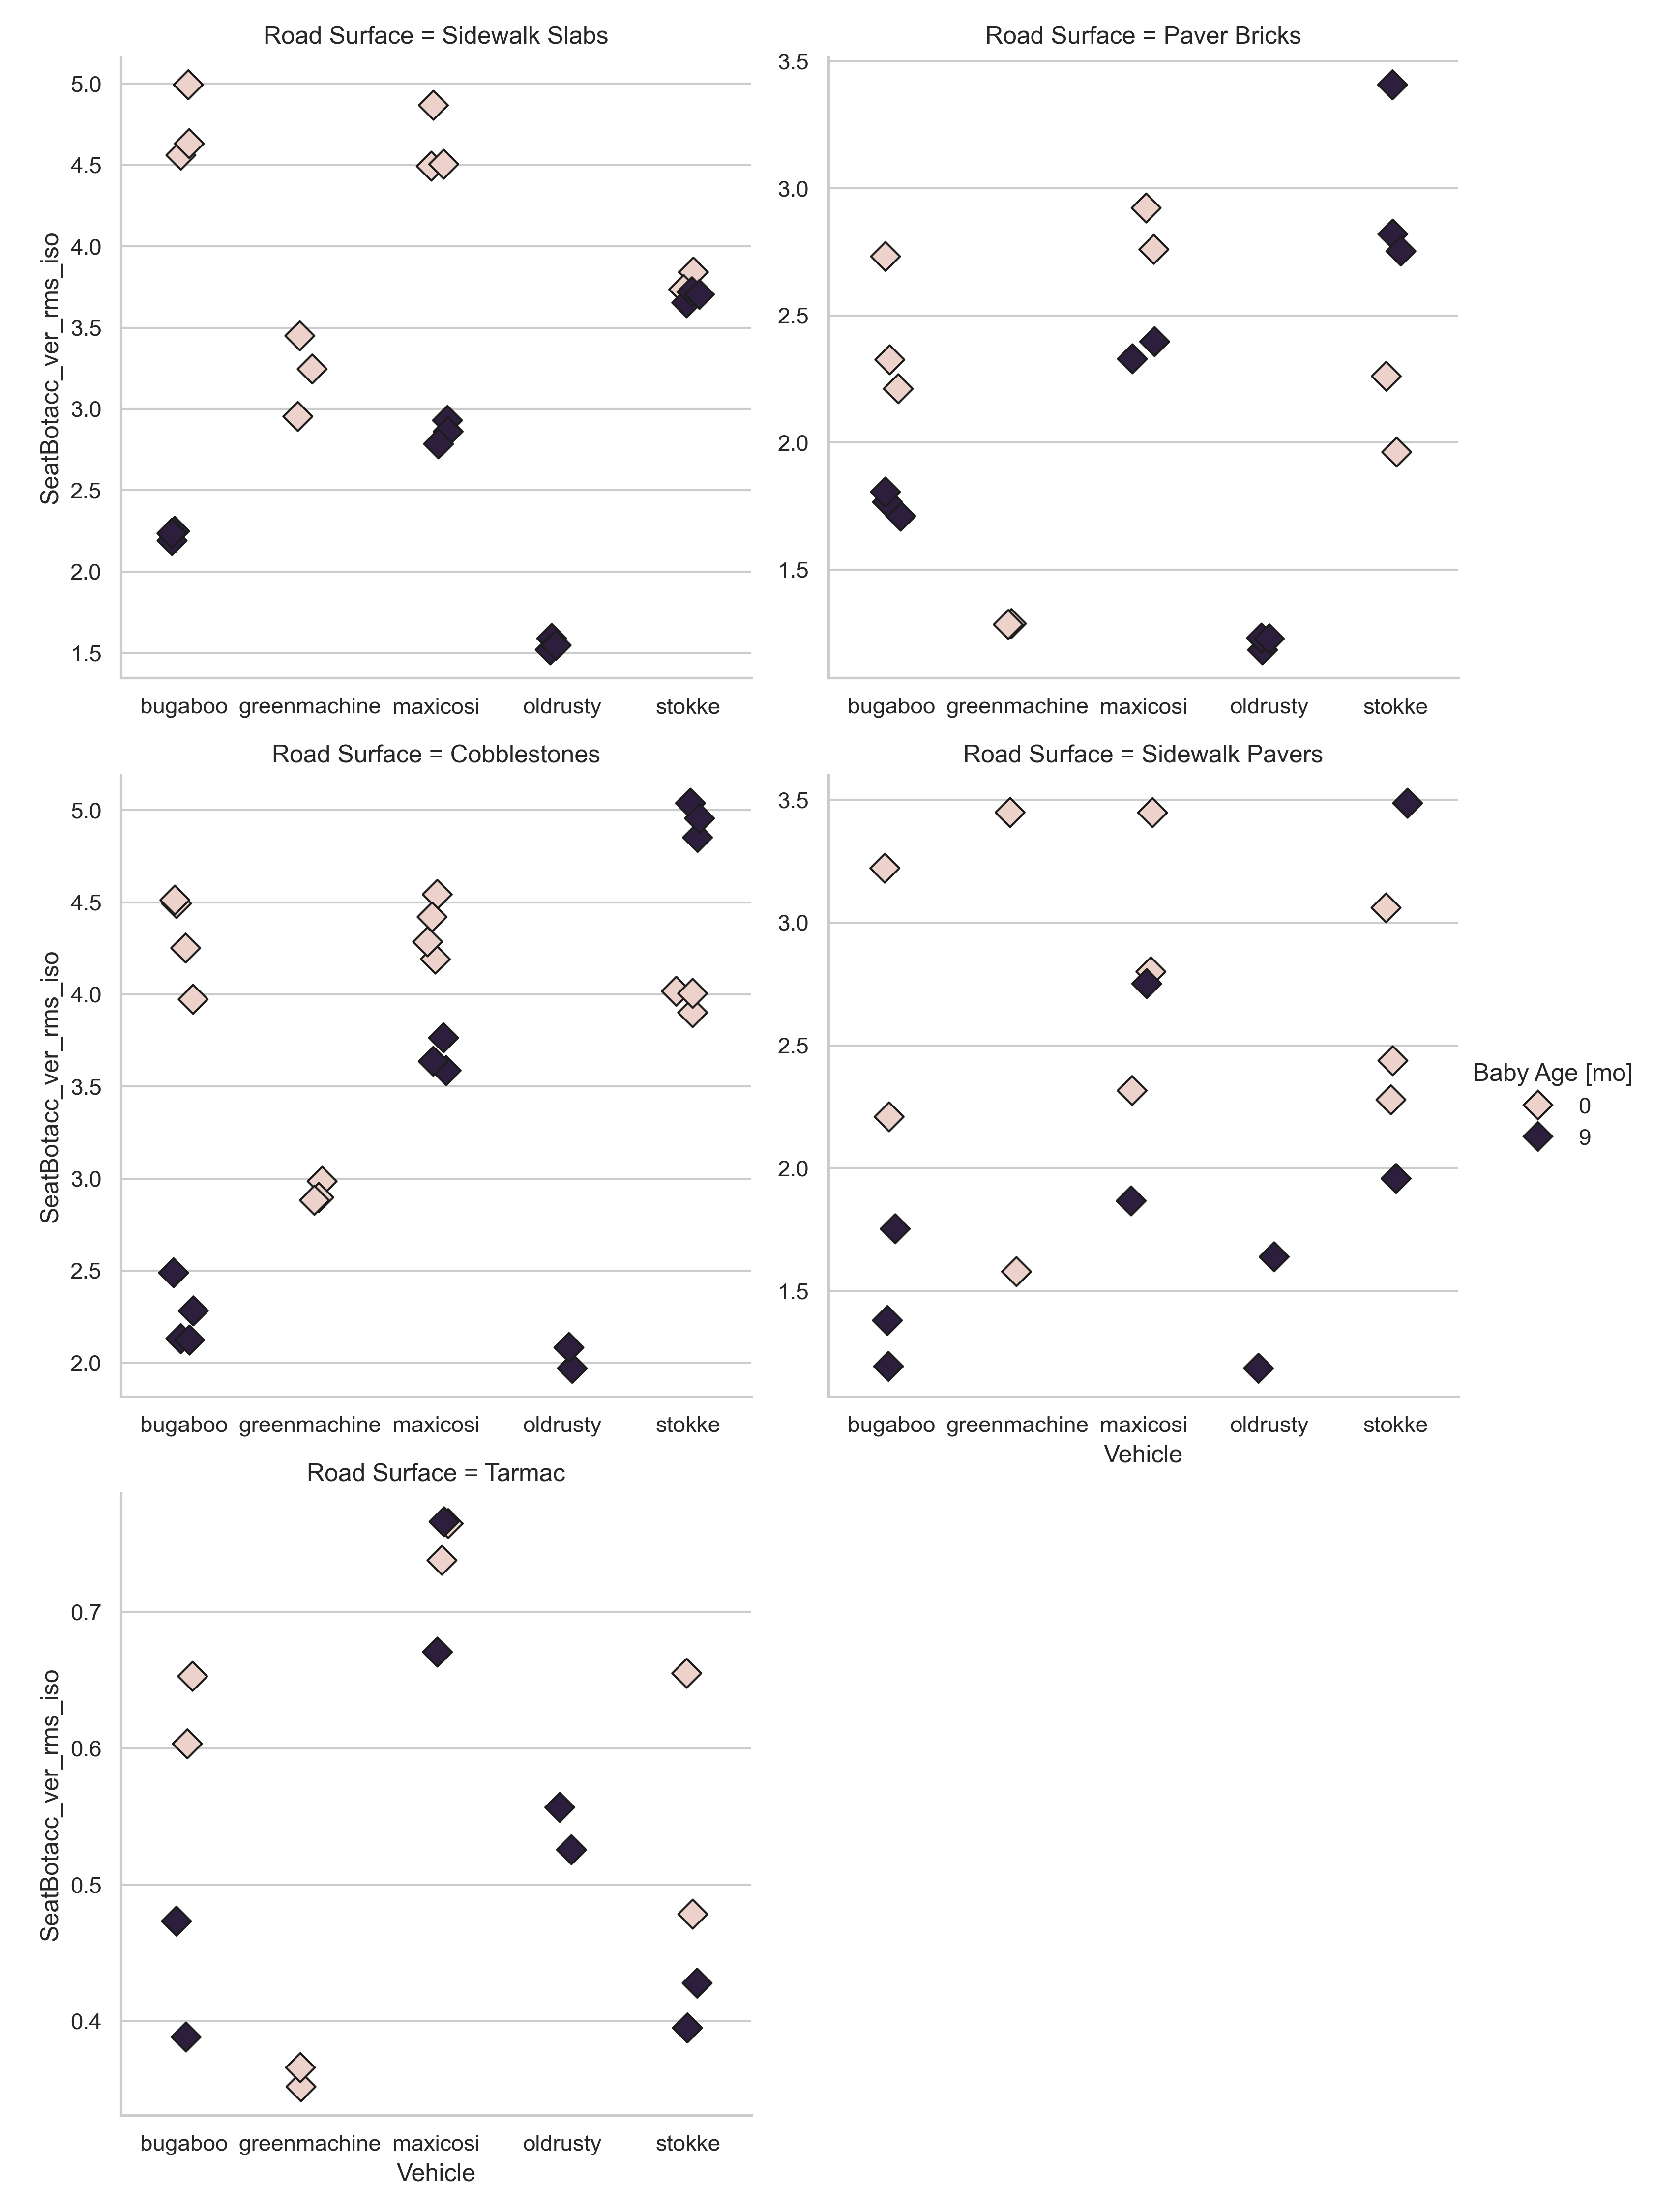 Road Surface = Sidewalk Slabs
5.0
4.5
4.0
3.5
3.0
2.5
2.0
1.5
SeatBotacc_ver_rms_iso
bugaboo greenmachine maxicosi oldrusty stokke
Road Surface = Paver Bricks
3.5
3.0
2.5
2.0
1.5
bugaboo greenmachine maxicosi oldrusty stokke
Road Surface = Cobblestones
5.0
4.5
4.0
3.5
3.0
2.5
2.0
SeatBotacc_ver_rms_iso
bugaboo greenmachine maxicosi oldrusty stokke
Road Surface = Sidewalk Pavers
3.5
3.0
2.5
2.0
1.5
bugaboo greenmachine maxicosi oldrusty stokke
Vehicle
Baby Age [mo]
0
9
Road Surface = Tarmac
0.7
0.6
0.5
0.4
SeatBotacc_ver_rms_iso
bugaboo greenmachine maxicosi oldrusty stokke
Vehicle